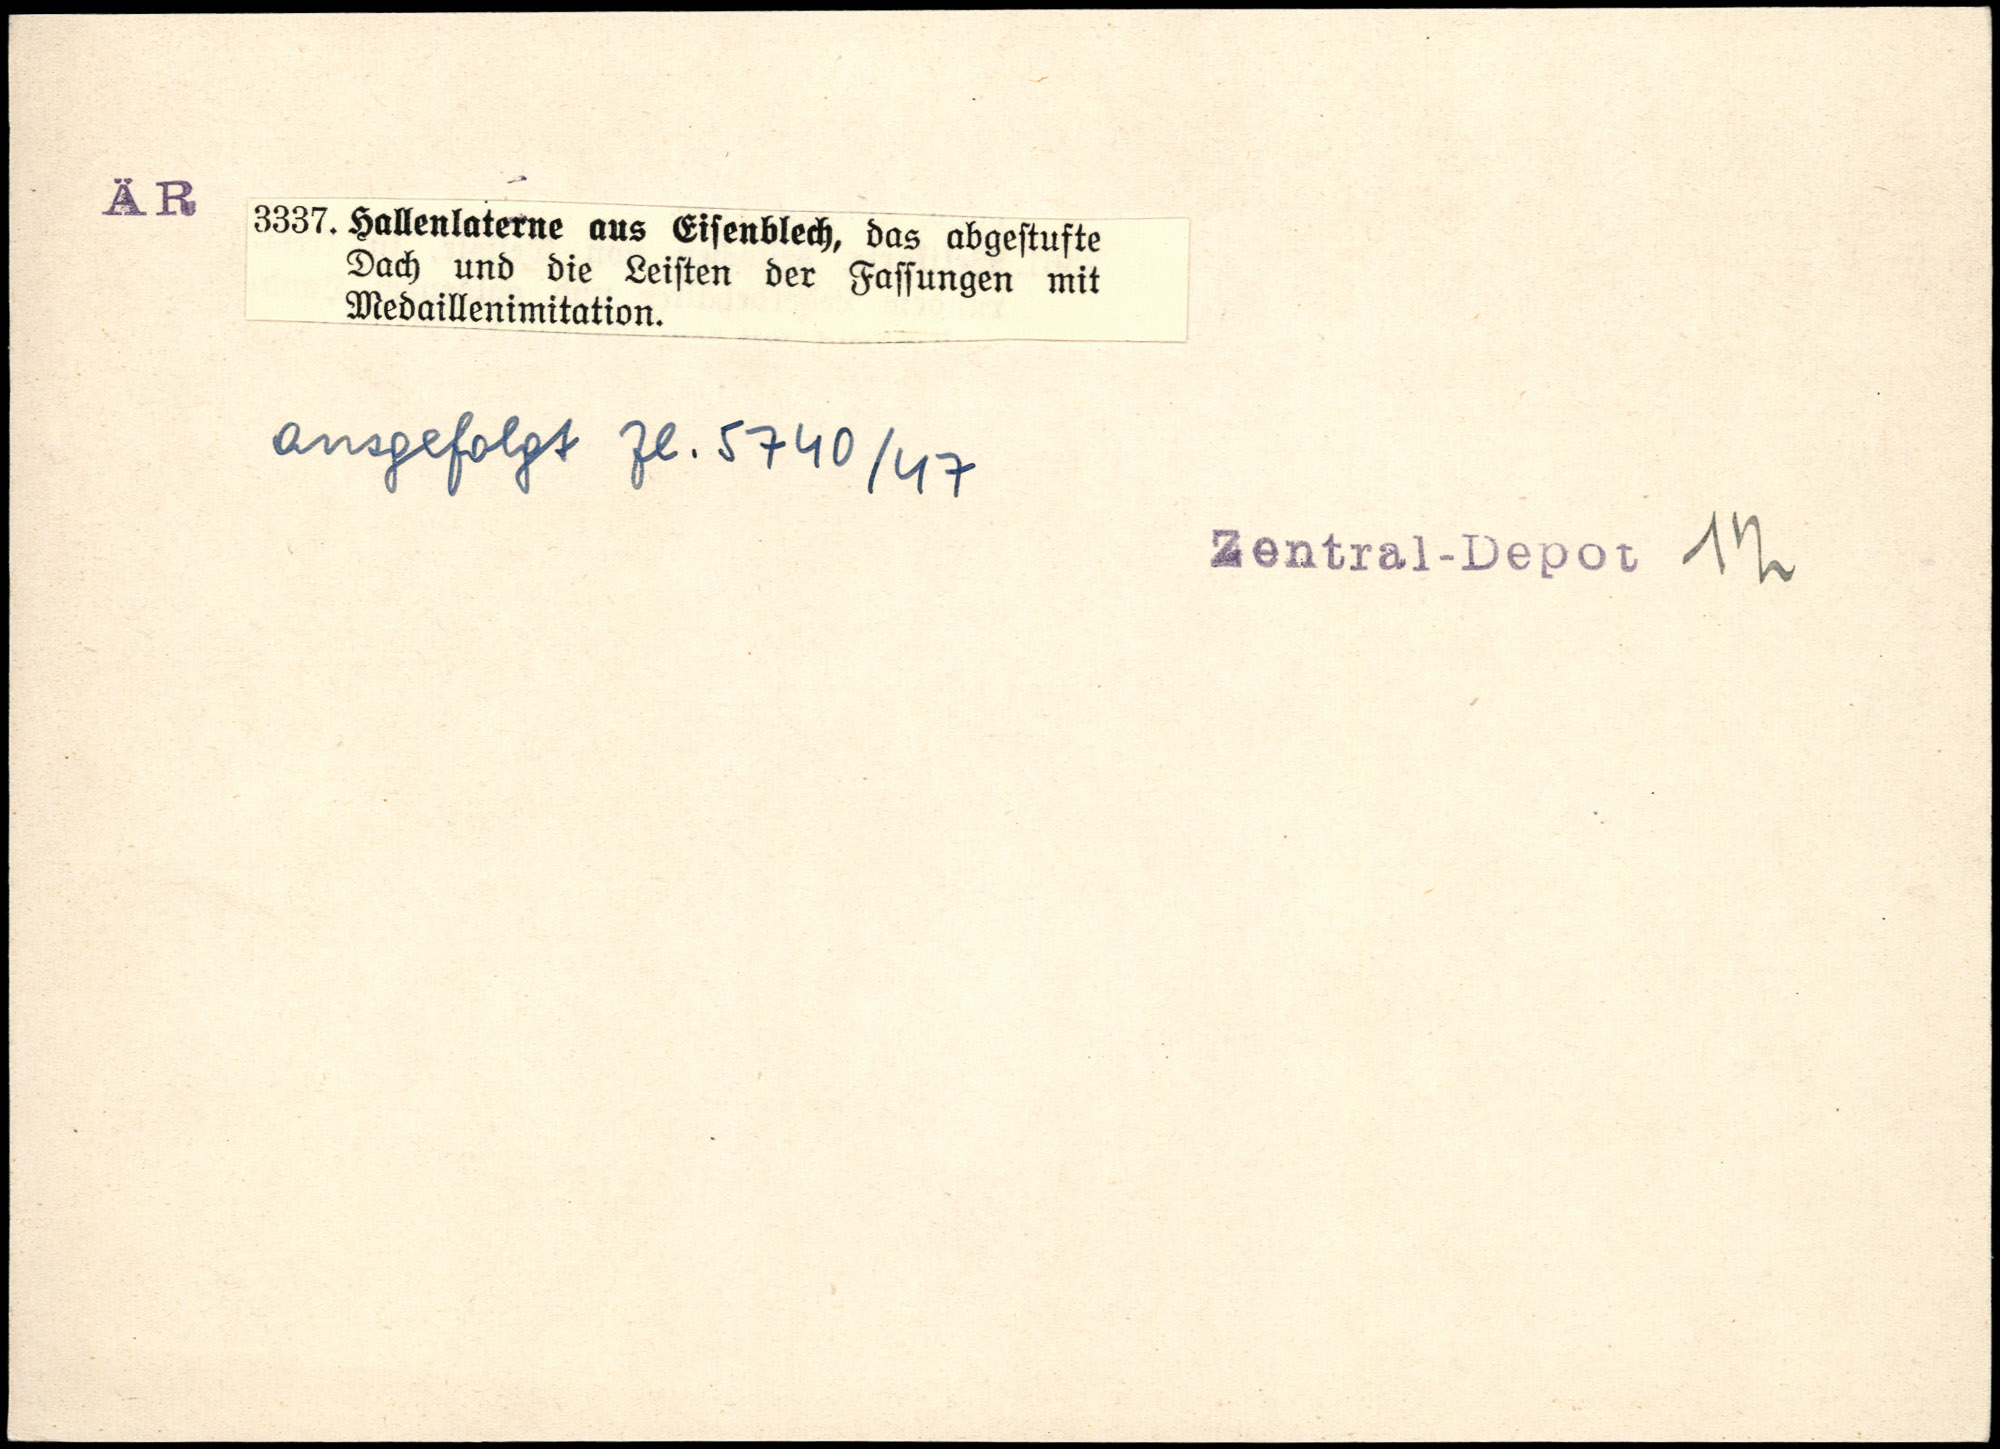 ÄR
3337. Hallenlaterne aus Eisenblech, das abgestufte
Dach und die Leisten der Fassungen mit
Medaillenimitation.
ausgefolgt Zl. 5740/47
Zentral-Depot